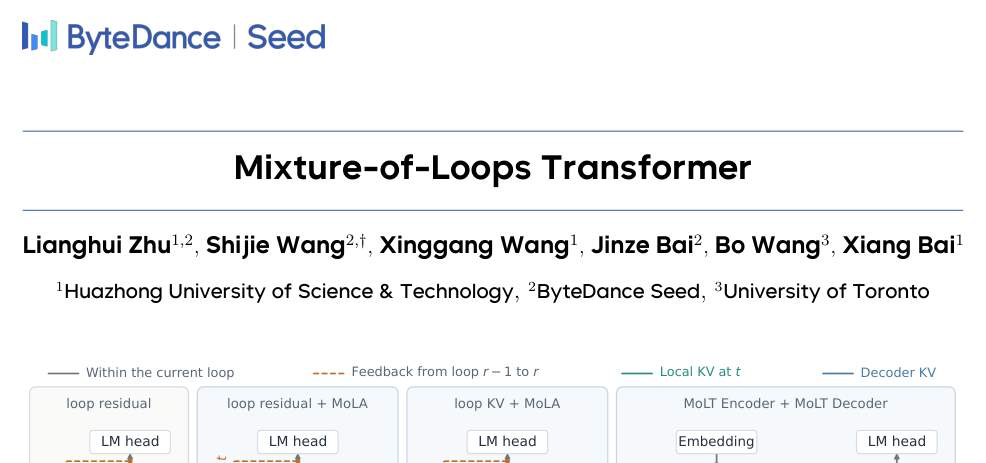 ByteDance | Seed
Mixture-of-Loops Transformer
Lianghui Zhu1,2, Shijie Wang2,†, Xinggang Wang1, Jinze Bai2, Bo Wang3, Xiang Bai1
1Huazhong University of Science & Technology, 2ByteDance Seed, 3University of Toronto
Within the current loop Feedback from loop r − 1 to r Local KV at t Decoder KV
loop residual loop residual + MoLA loop KV + MoLA MoLT Encoder + MoLT Decoder
LM head LM head LM head Embedding LM head
t